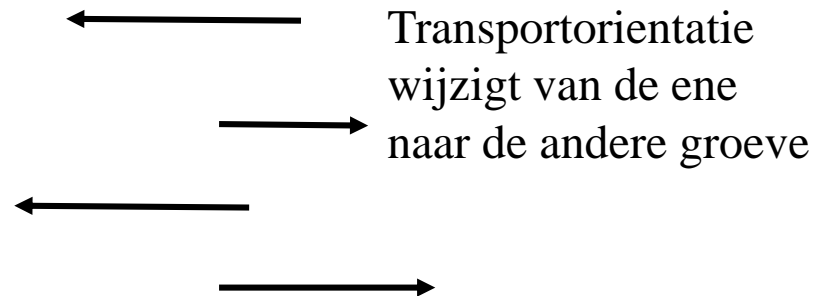 Transportorientatie
wijzigt van de ene
naar de andere groeve